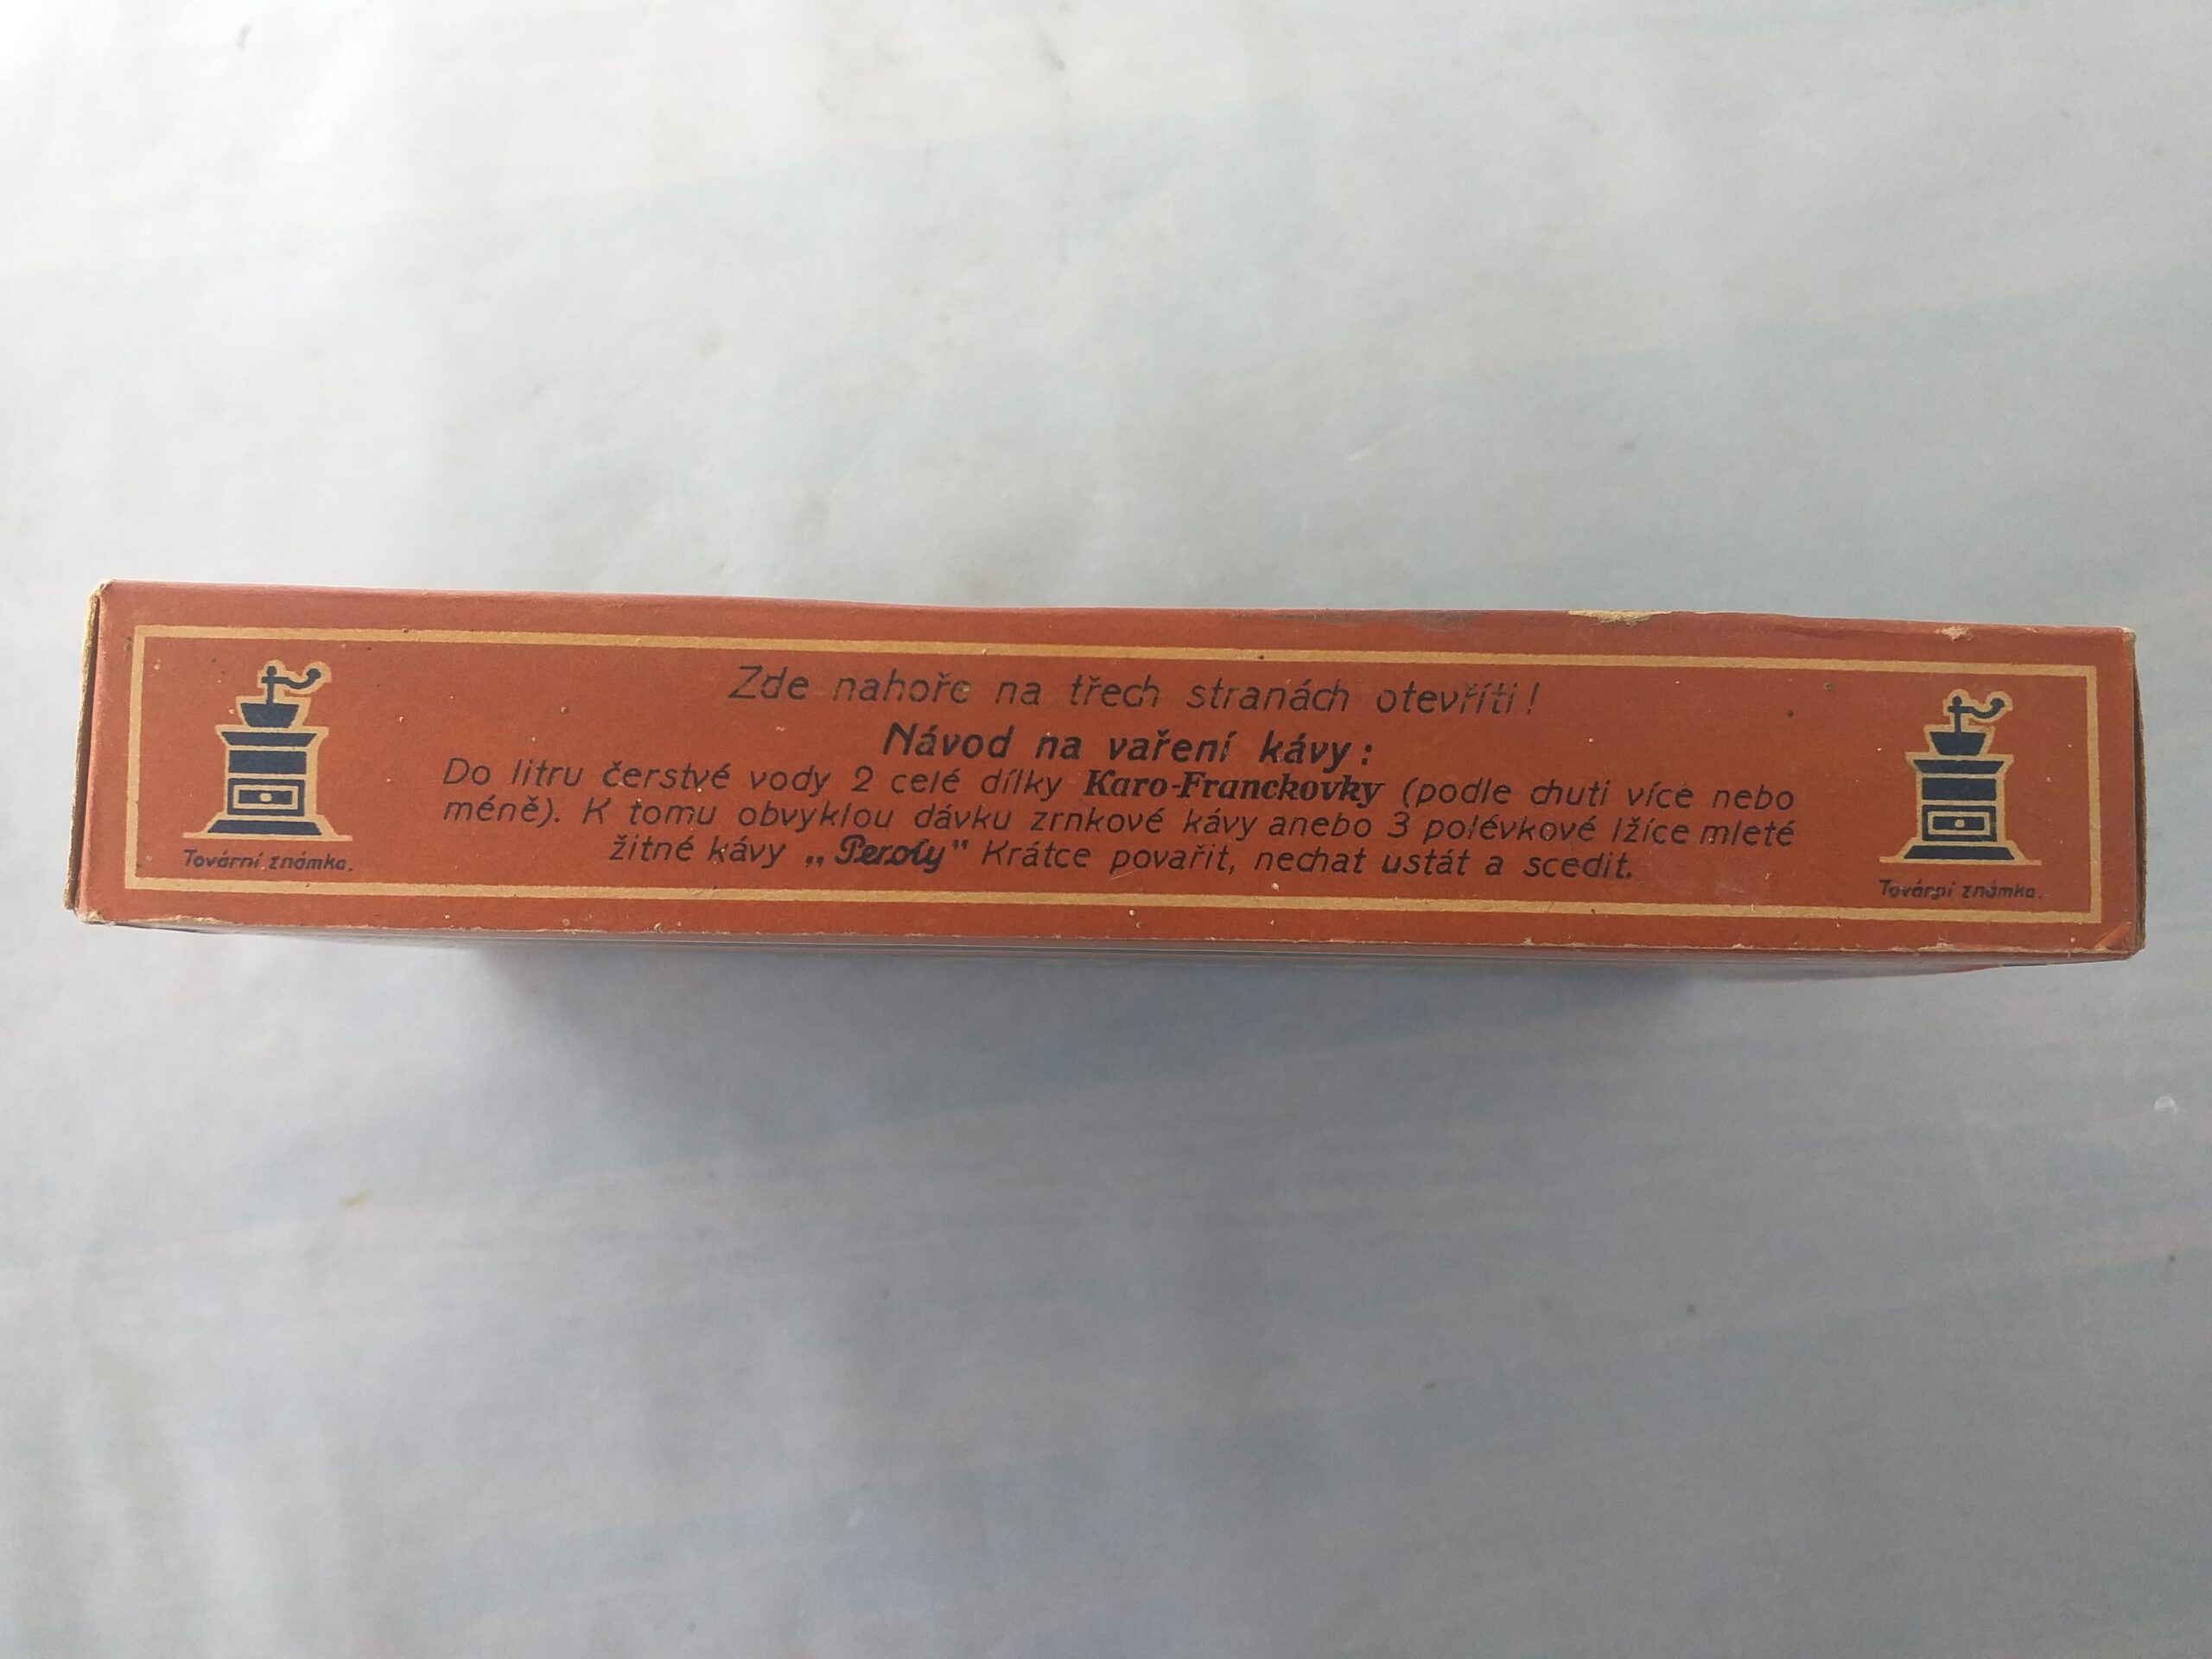 Zde nahoře na třech stranách otevříti!
Návod na vaření kávy:
Do litru čerstvé vody 2 celé dílky Karo-Franckovky (podle chuti více nebo
méně). K tomu obvyklou dávku zrnkové kávy anebo 3 polévkové lžíce mleté
žitné kávy „Peroly" Krátce povařit, nechat ustát a scedit.
Tovární známka.
Tovární známka.